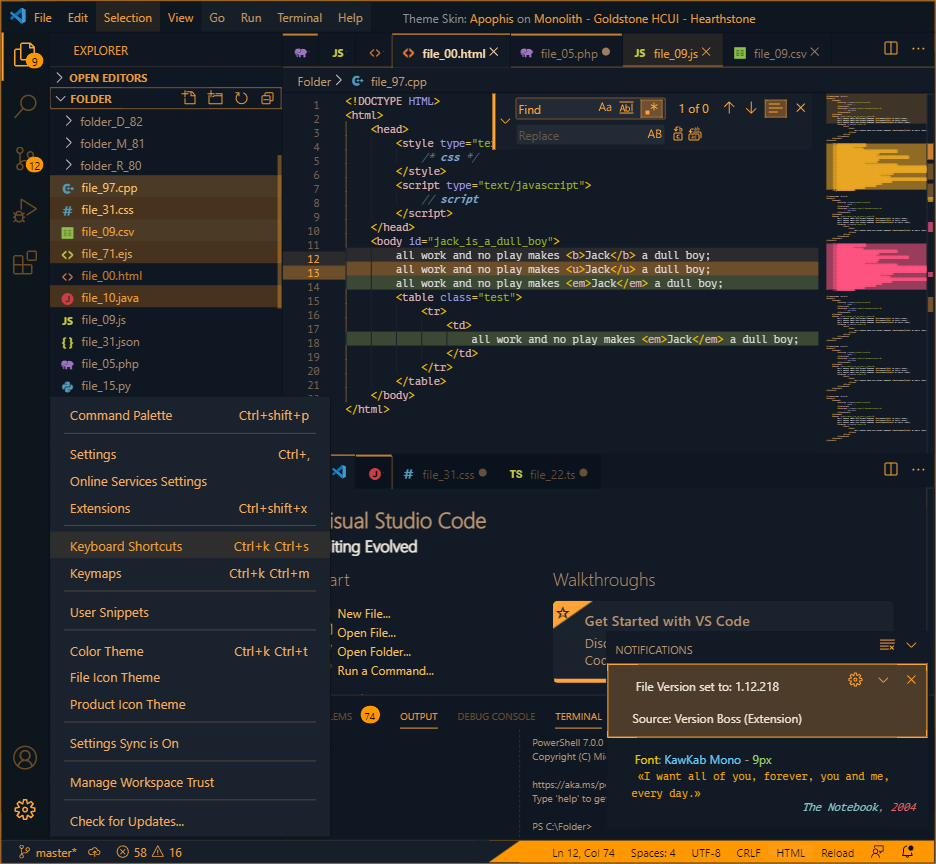 File Edit Selection View Go Run Terminal Help Theme Skin: Apophis on Monolith - Goldstone HCUI - Hearthstone
9
12
EXPLORER
OPEN EDITORS
FOLDER
folder_D_82
folder_M_81
folder_R_80
file_97.cpp
file_31.css
file_09.csv
file_71.ejs
file_00.html
file_10.java
file_09.js
file_31.json
file_05.php
file_15.py
JS
file_00.html file_05.php JS file_09.js file_09.csv
Folder file_97.cpp
Find Aa Abl .* 1 of 0
Replace AB
1 <!DOCTYPE HTML>
2 <html>
3 <head>
4 <style type="te
5 /* css */
6 </style>
7 <script type="text/javascript">
8 // script
9 </script>
10 </head>
11 <body id="jack_is_a_dull_boy">
12 all work and no play makes <b>Jack</b> a dull boy;
13 all work and no play makes <u>Jack</u> a dull boy;
14 all work and no play makes <em>Jack</em> a dull boy;
15 <table class="test">
16 <tr>
17 <td>
18 all work and no play makes <em>Jack</em> a dull boy;
19 </td>
20 </tr>
21 </table>
</body>
</html>
Command Palette Ctrl+shift+p
Settings Ctrl+,
Online Services Settings
Extensions Ctrl+shift+x
Keyboard Shortcuts Ctrl+k Ctrl+s
Keymaps Ctrl+k Ctrl+m
User Snippets
Color Theme Ctrl+k Ctrl+t
File Icon Theme
Product Icon Theme
Settings Sync is On
Manage Workspace Trust
Check for Updates...
J # file_31.css TS file_22.ts
isual Studio Code
iting Evolved
art
New File...
Open File...
Open Folder...
Run a Command...
Walkthroughs
Get Started with VS Code
Disc
Coc
LEMS 74 OUTPUT DEBUG CONSOLE TERMINAL
PowerShell 7.0.0
Copyright (C) Mi
https://aka.ms/p
Type 'help' to get
PS C:\Folder>
NOTIFICATIONS
File Version set to: 1.12.218
Source: Version Boss (Extension)
Font: KawKab Mono - 9px
«I want all of you, forever, you and me,
every day.»
The Notebook, 2004
master* 58 16 Ln 12, Col 74 Spaces: 4 UTF-8 CRLF HTML Reload